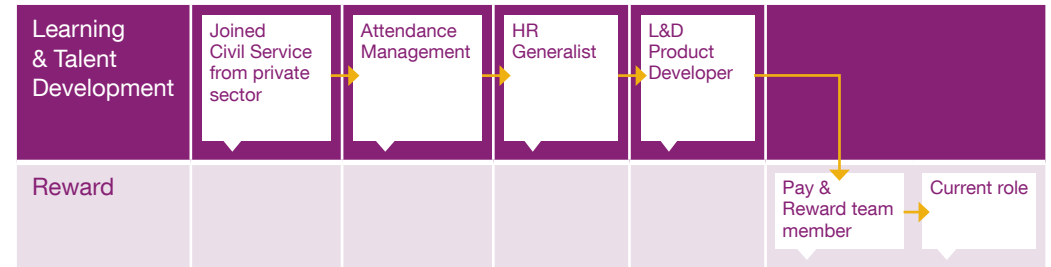 Learning
& Talent
Development
Joined
Civil Service
from private
sector
Attendance
Management
HR
Generalist
L&D
Product
Developer
Reward
Pay &
Reward team
member
Current role